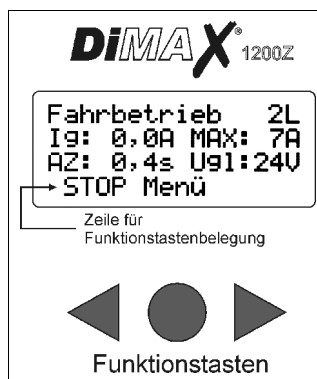 DiMAX® 1200Z
Fahrbetrieb 2L
Ig: 0,0A MAX: 7A
AZ: 0,4s Ugl:24V
STOP Menü
Zeile für
Funktionstastenbelegung
Funktionstasten